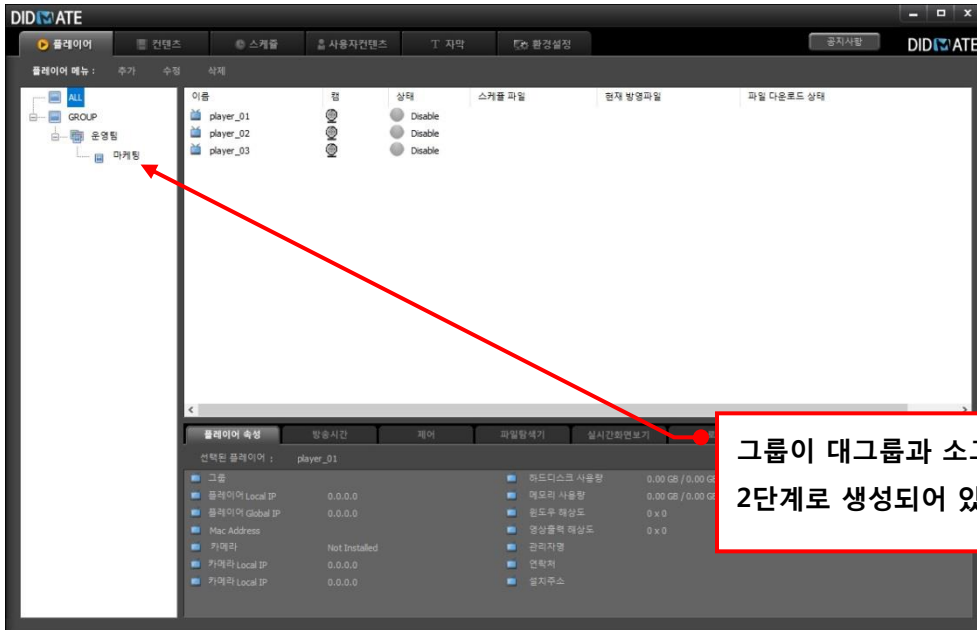 DIDMATE
플레이어 컨텐츠 스케쥴 사용자컨텐츠 T 자막 환경설정 공지사항 DIDMATE
플레이어 메뉴 : 추가 수정 삭제
ALL
GROUP
운영팀
마케팅
이름 캡 상태 스케쥴 파일 현재 방영파일 파일 다운로드 상태
player_01 Disable
player_02 Disable
player_03 Disable
플레이어 속성 방송시간 제어 파일탐색기 실시간화면보기
선택된 플레이어 : player_01
그룹 하드디스크 사용량 0.00 GB / 0.00 GB
플레이어 Local IP 0.0.0.0 메모리 사용량 0.00 GB / 0.00 GB
플레이어 Global IP 0.0.0.0 윈도우 해상도 0 x 0
Mac Address 영상출력 해상도 0 x 0
카메라 Not Installed 관리자명
카메라 Local IP 0.0.0.0 연락처
카메라 Local IP 0.0.0.0 설치주소
그룹이 대그룹과
2단계로 생성되어